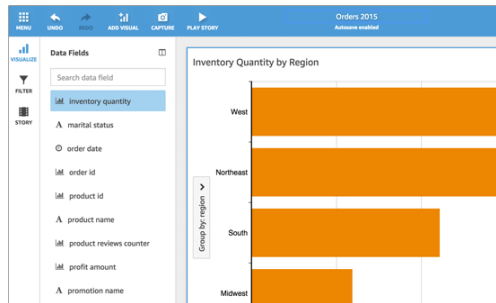 MENU
UNDO
REDO
ADD VISUAL
CAPTURE
PLAY STORY
Orders 2015
Autosave enabled
VISUALIZE
FILTER
STORY
Data Fields
Search data field
inventory quantity
marital status
order date
order id
product id
product name
product reviews counter
profit amount
promotion name
Inventory Quantity by Region
Group by: region
West
Northeast
South
Midwest